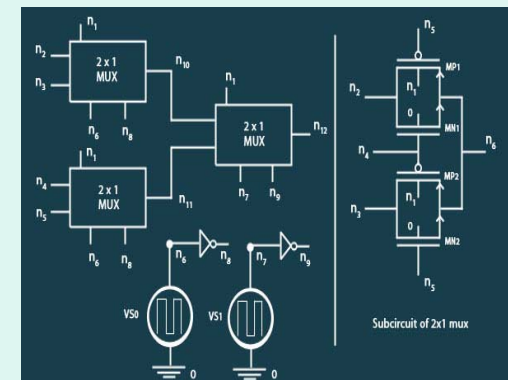 n1
n2
n3
2 x 1
MUX
n10
n6
n8
n1
2 x 1
MUX
n12
n7
n9
n1
n4
n5
2 x 1
MUX
n11
n6
n8
n6
n8
n7
n9
VS0
VS1
0
n5
MP1
n2
n1
0
MN1
n4
n6
MP2
n3
n1
0
MN2
n5
Subcircuit of 2x1 mux